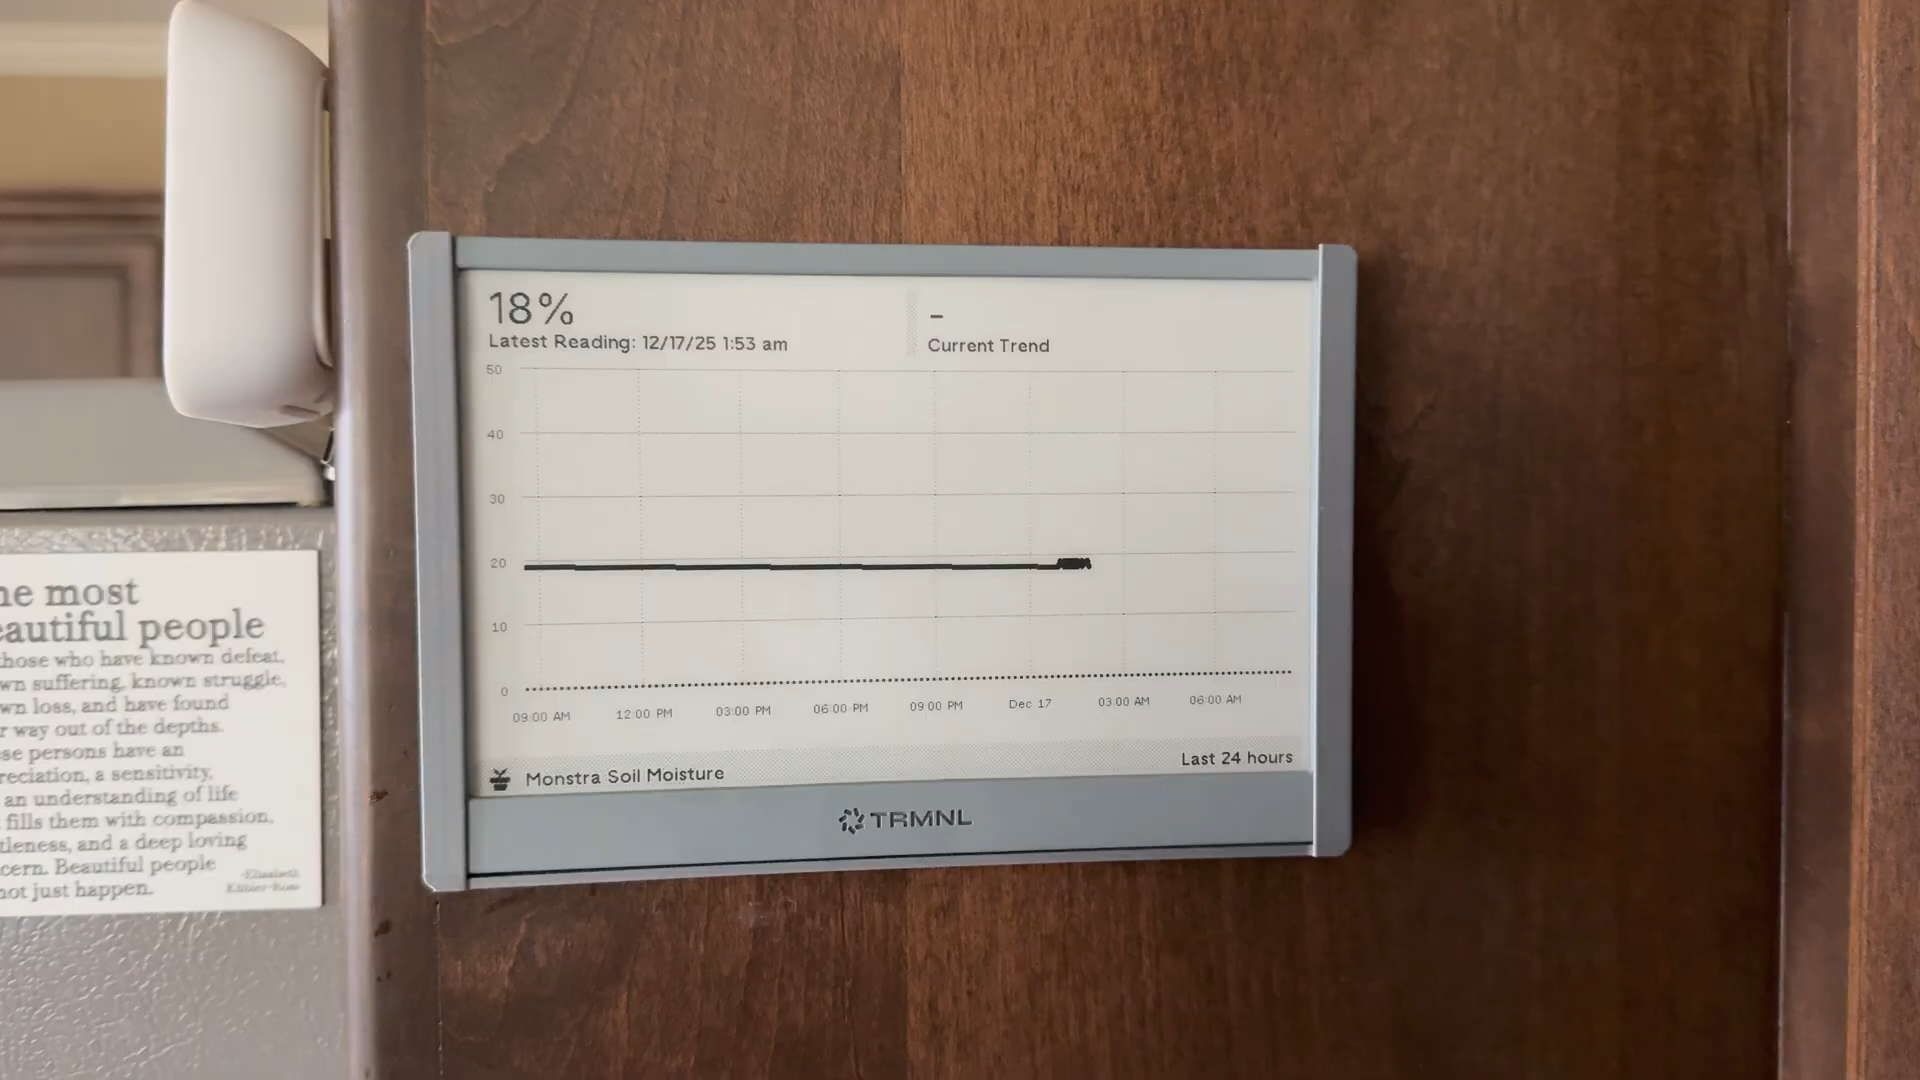 18%
Latest Reading: 12/17/25 1:53 am
-
Current Trend
50
40
30
20
10
0
09:00 AM 12:00 PM 03:00 PM 06:00 PM 09:00 PM Dec 17 03:00 AM 06:00 AM
Monstra Soil Moisture
Last 24 hours
TRMNL
he most
eautiful people
those who have known defeat,
wn suffering, known struggle,
wn loss, and have found
r way out of the depths.
se persons have an
reciation, a sensitivity,
an understanding of life
fills them with compassion,
tleness, and a deep loving
cern. Beautiful people
not just happen.
-Elisabeth
Kübler-Ross